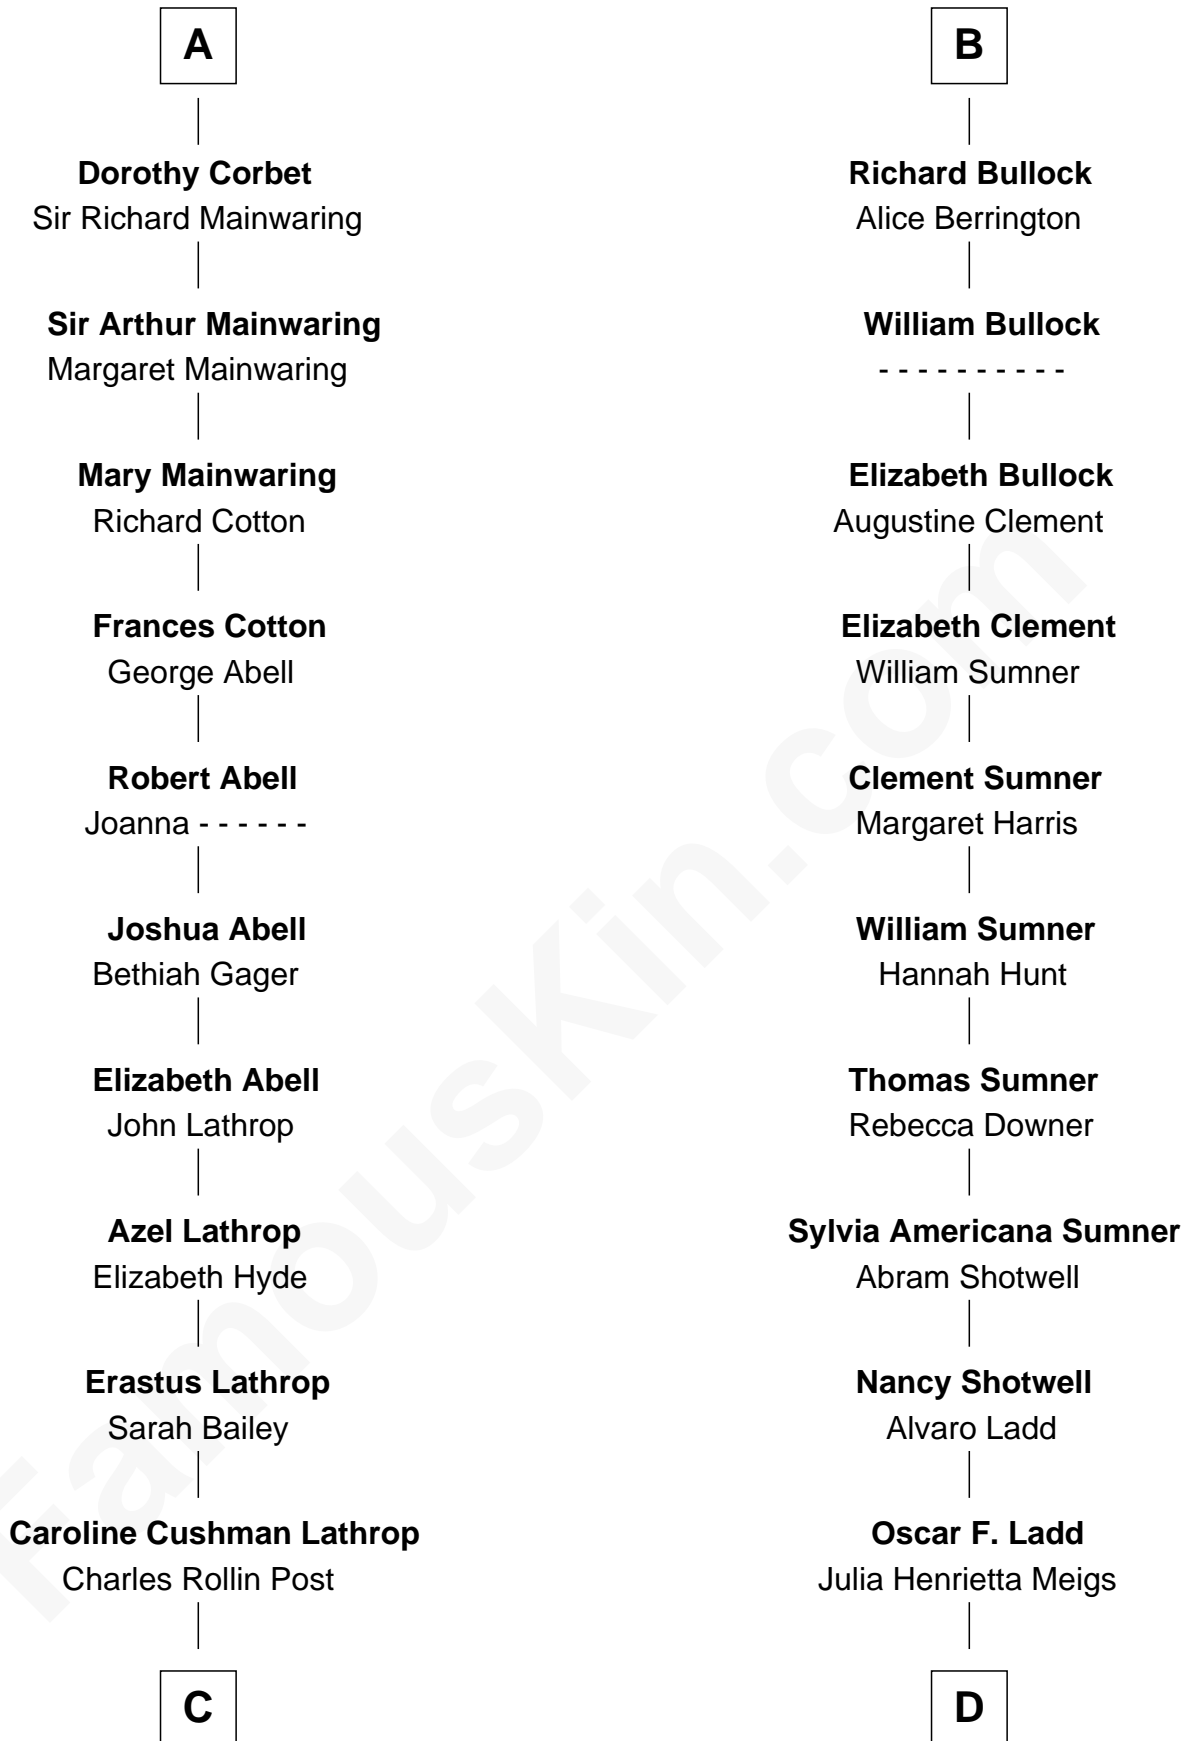 A
Dorothy Corbet
Sir Richard Mainwaring
Sir Arthur Mainwaring
Margaret Mainwaring
Mary Mainwaring
Richard Cotton
Frances Cotton
George Abell
Robert Abell
Joanna - - - - - -
Joshua Abell
Bethiah Gager
Elizabeth Abell
John Lathrop
Azel Lathrop
Elizabeth Hyde
Erastus Lathrop
Sarah Bailey
Caroline Cushman Lathrop
Charles Rollin Post
C
B
Richard Bullock
Alice Berrington
William Bullock
- - - - - - - - - -
Elizabeth Bullock
Augustine Clement
Elizabeth Clement
William Sumner
Clement Sumner
Margaret Harris
William Sumner
Hannah Hunt
Thomas Sumner
Rebecca Downer
Sylvia Americana Sumner
Abram Shotwell
Nancy Shotwell
Alvaro Ladd
Oscar F. Ladd
Julia Henrietta Meigs
D
FamousKin.com